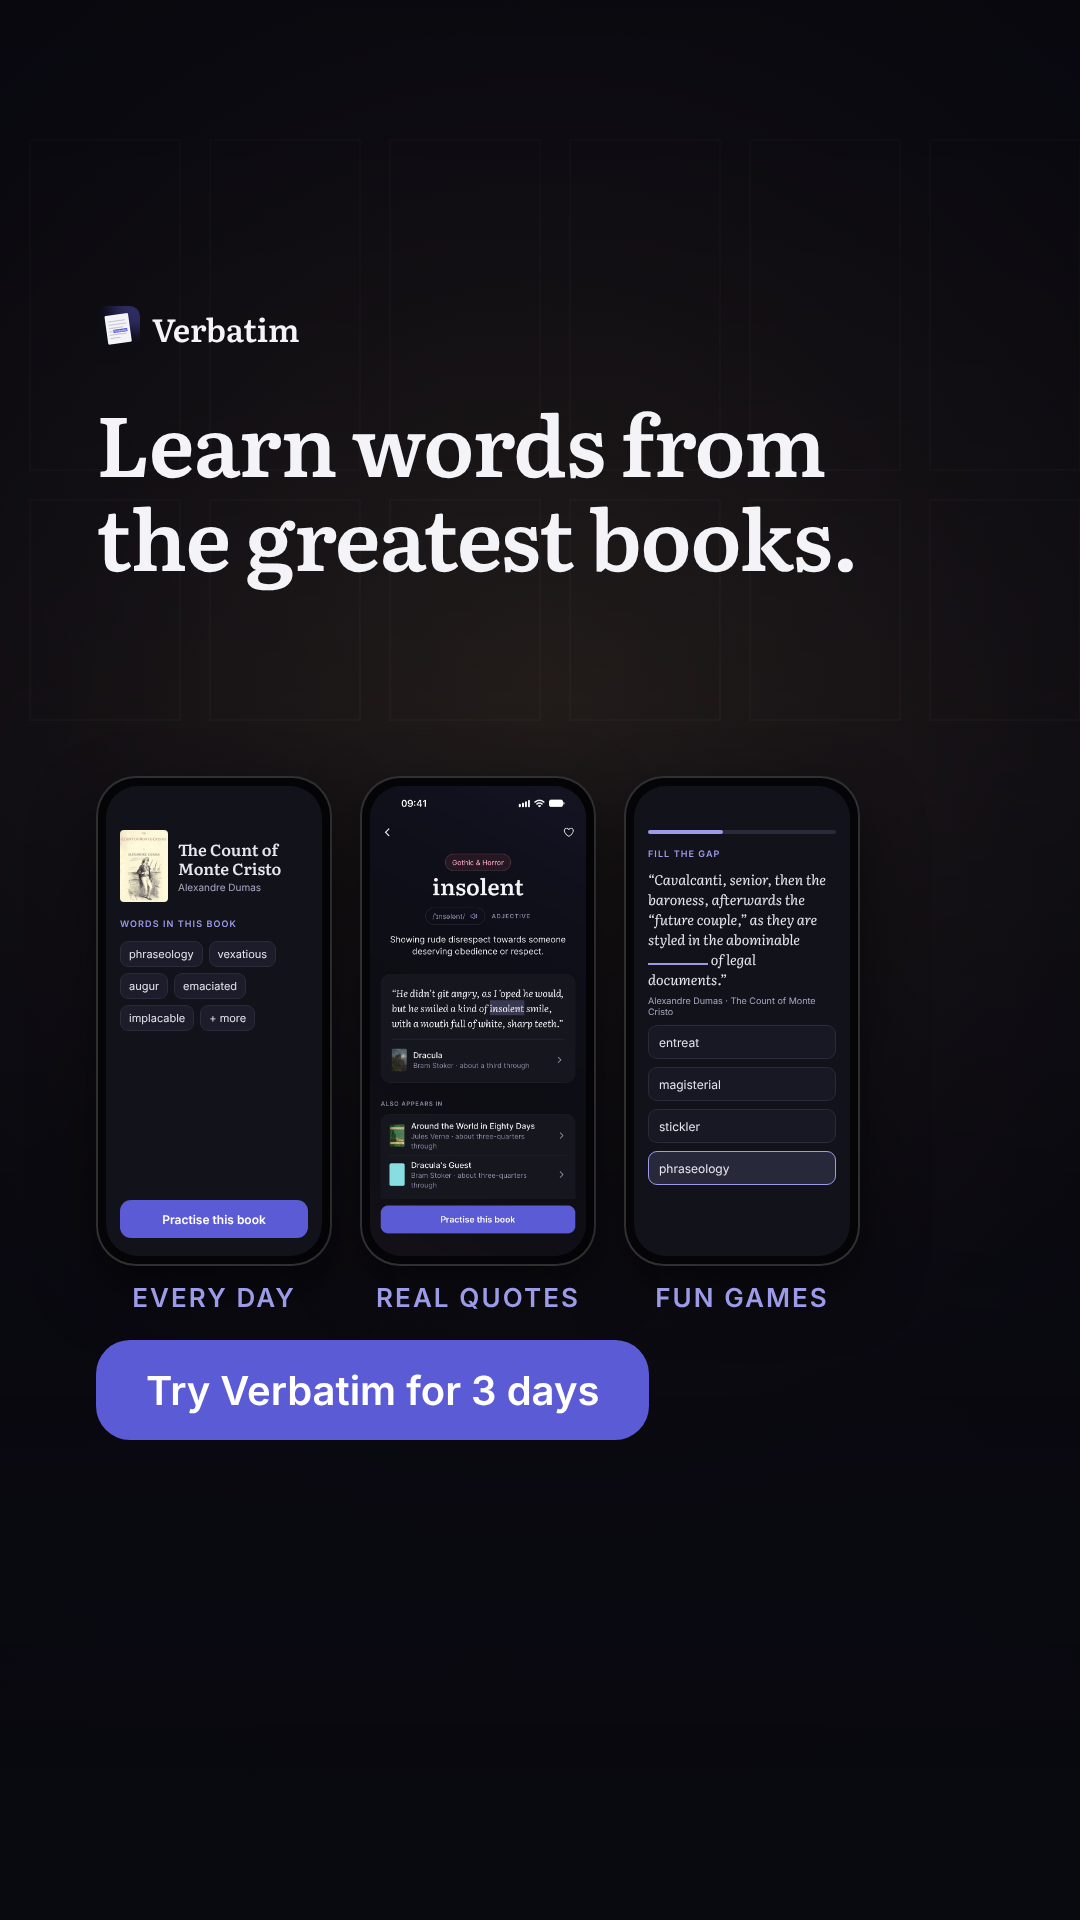 Verbatim
Learn words from
the greatest books.
The Count of
Monte Cristo
Alexandre Dumas
WORDS IN THIS BOOK
phraseology
vexatious
augur
emaciated
implacable
+ more
Practise this book
EVERY DAY
09:41
Gothic & Horror
insolent
ADJECTIVE
Showing rude disrespect towards someone
deserving obedience or respect.
“He didn’t git angry, as I ’oped he would,
but he smiled a kind of insolent smile,
with a mouth full of white, sharp teeth.”
Dracula
Bram Stoker · about a third through
ALSO APPEARS IN
Around the World in Eighty Days
Jules Verne · about three-quarters
through
Dracula's Guest
Bram Stoker · about three-quarters
through
Practise this book
REAL QUOTES
FILL THE GAP
“Cavalcanti, senior, then the
baroness, afterwards the
“future couple,” as they are
styled in the abominable
of legal
documents.”
Alexandre Dumas · The Count of Monte
Cristo
entreat
magisterial
stickler
phraseology
FUN GAMES
Try Verbatim for 3 days